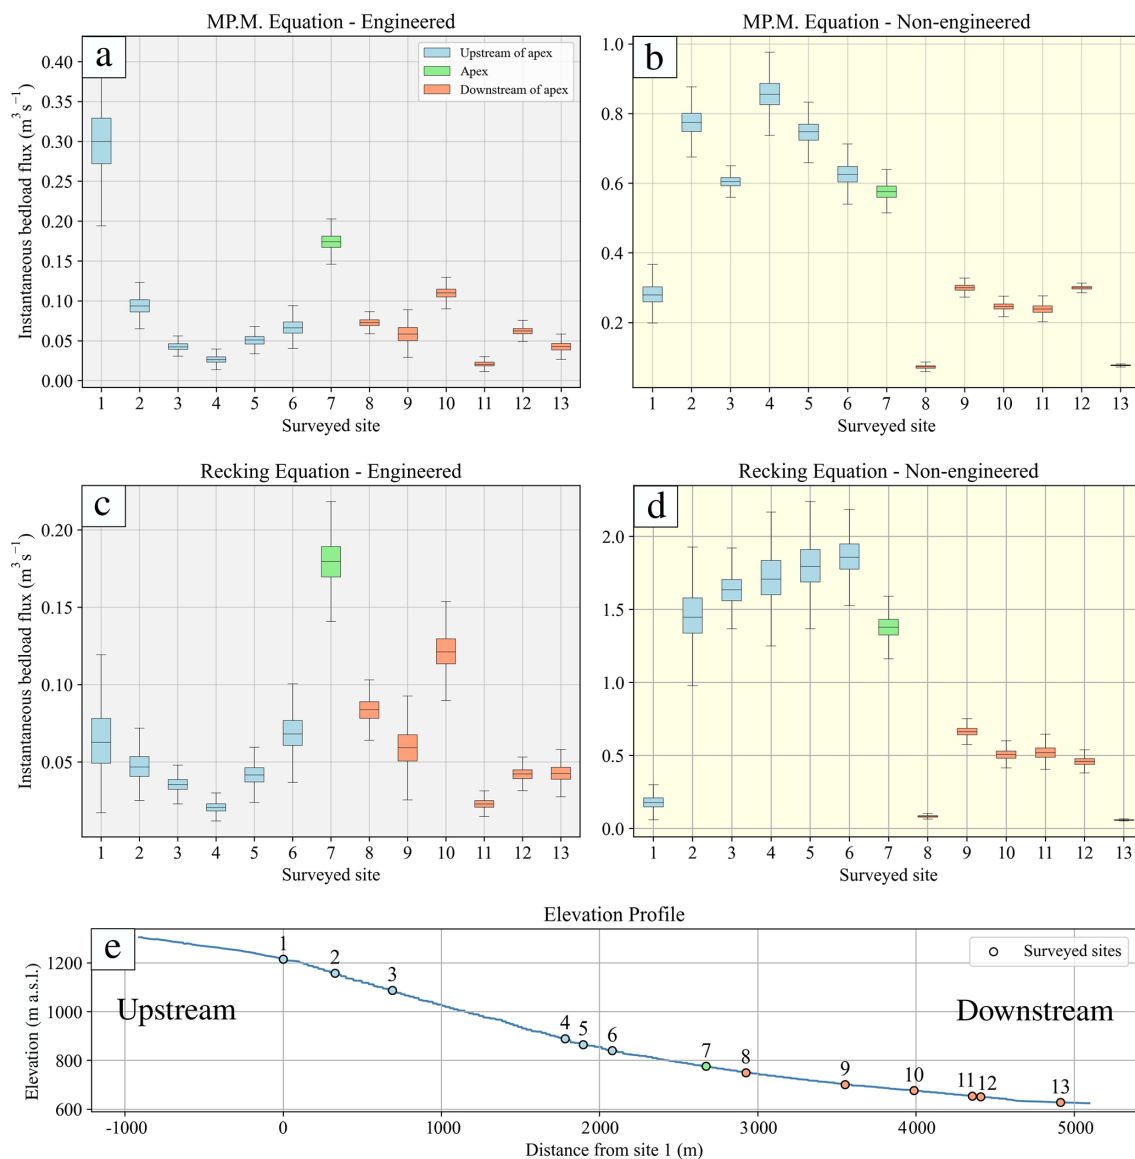 MP.M. Equation - Engineered
a
Upstream of apex
Apex
Downstream of apex
0.40
0.35
0.30
0.25
0.20
0.15
0.10
0.05
0.00
Instantaneous bedload flux (m³ s⁻¹)
1 2 3 4 5 6 7 8 9 10 11 12 13
Surveyed site
MP.M. Equation - Non-engineered
b
1.0
0.8
0.6
0.4
0.2
1 2 3 4 5 6 7 8 9 10 11 12 13
Surveyed site
Recking Equation - Engineered
c
0.20
0.15
0.10
0.05
Instantaneous bedload flux (m³ s⁻¹)
1 2 3 4 5 6 7 8 9 10 11 12 13
Surveyed site
Recking Equation - Non-engineered
d
2.0
1.5
1.0
0.5
0.0
1 2 3 4 5 6 7 8 9 10 11 12 13
Surveyed site
Elevation Profile
e
Surveyed sites
1200
1000
800
600
Elevation (m a.s.l.)
Upstream
Downstream
1 2 3 4 5 6 7 8 9 10 11 12 13
-1000 0 1000 2000 3000 4000 5000
Distance from site 1 (m)